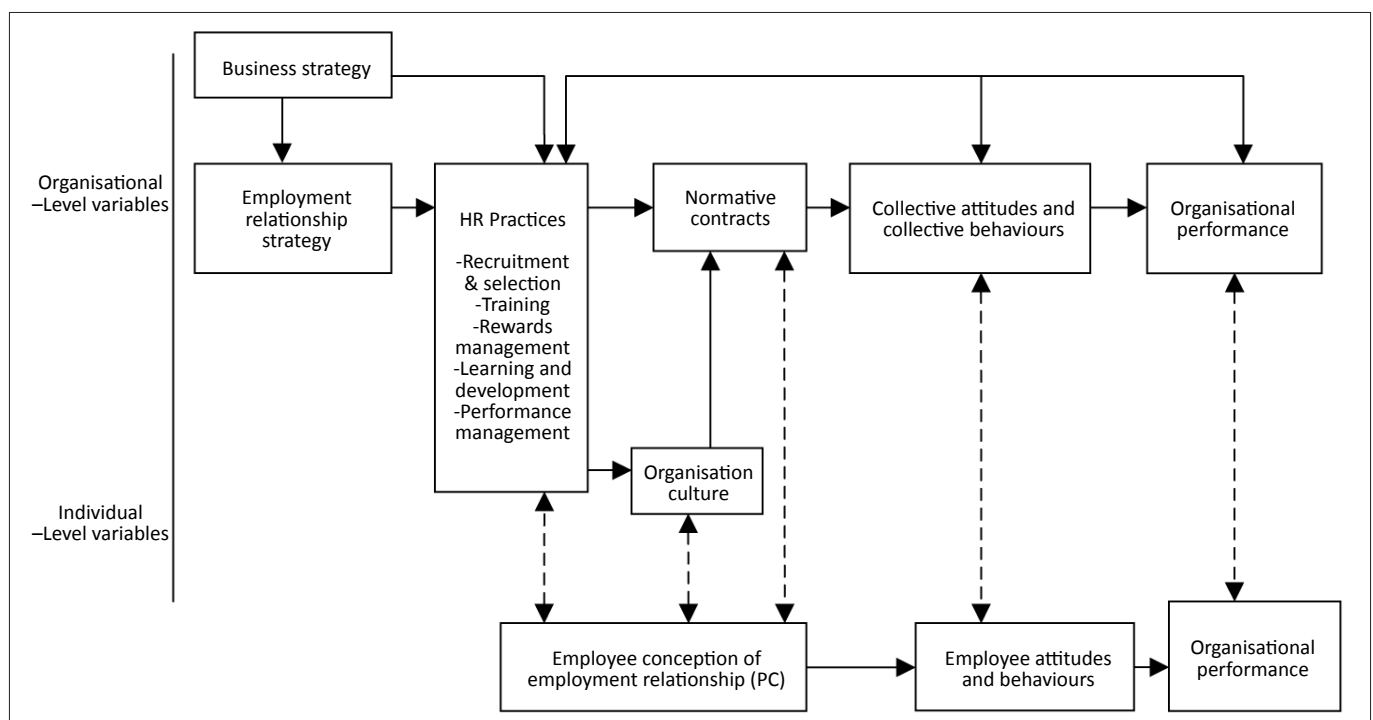 Business strategy
Organisational
–Level variables
Employment
relationship
strategy
HR Practices
-Recruitment
& selection
-Training
-Rewards
management
-Learning and
development
-Performance
management
Normative
contracts
Collective attitudes and
collective behaviours
Organisational
performance
Organisation
culture
Individual
–Level variables
Employee conception of
employment relationship (PC)
Employee attitudes
and behaviours
Organisational
performance